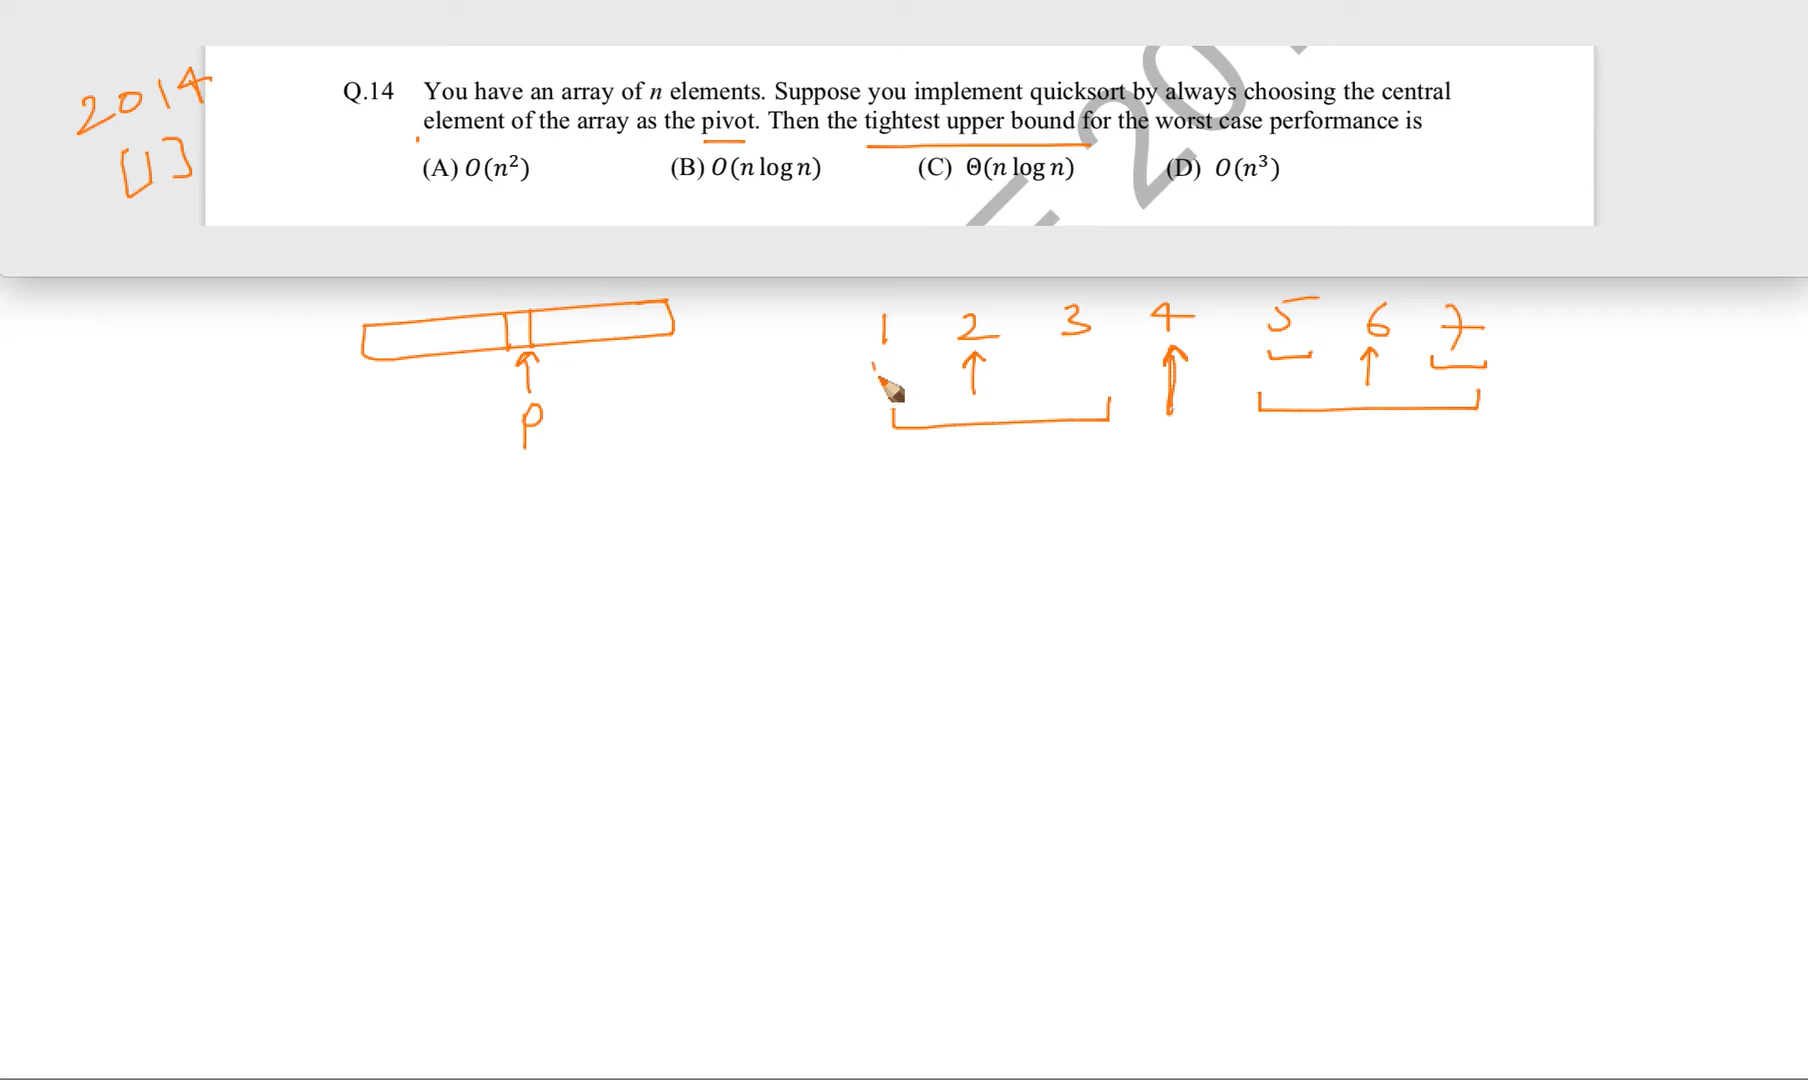 2014
[1]
Q.14 You have an array of n elements. Suppose you implement quicksort by always choosing the central
element of the array as the pivot. Then the tightest upper bound for the worst case performance is
(A) O(n²) (B) O(n log n) (C) Θ(n log n) (D) O(n³)
20
1 2 3 4 5 6 7
P